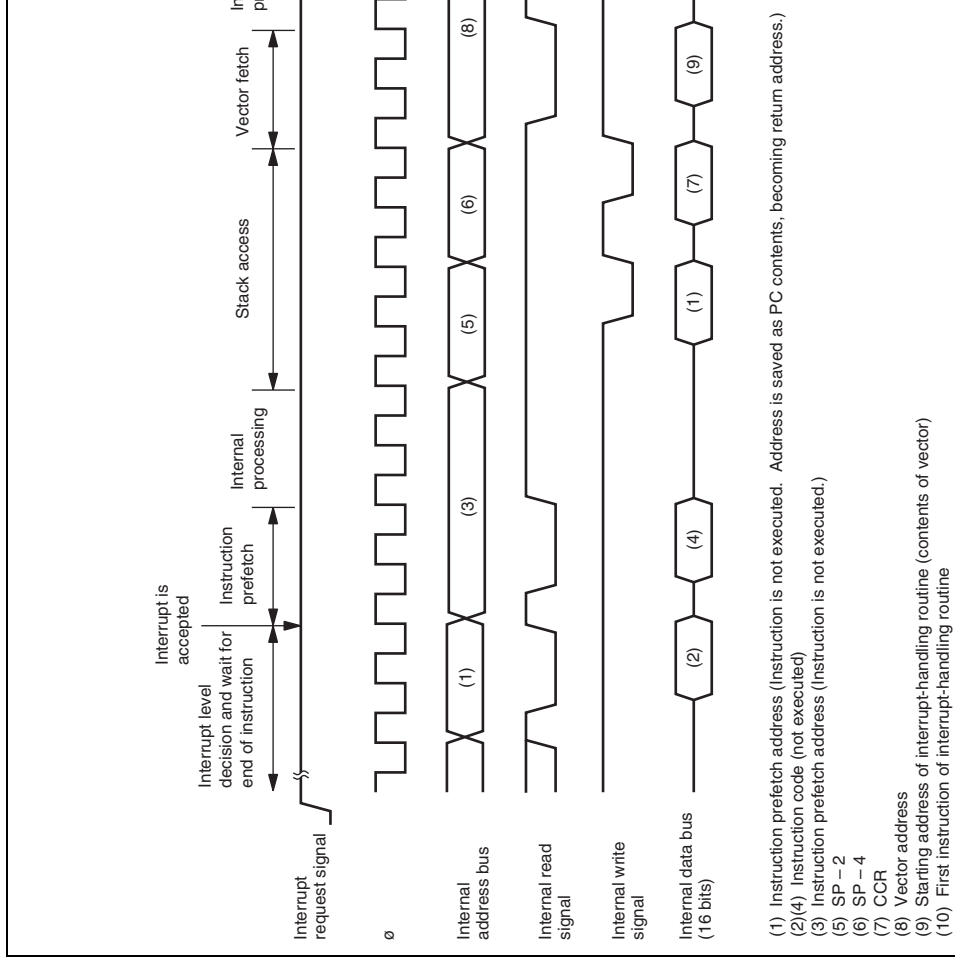 Interrupt is
accepted
Interrupt level
decision and wait for
end of instruction
Instruction
prefetch
Internal
processing
Stack access
Vector fetch
Interrupt
request signal
ø
Internal
address bus
(1)
(3)
(5)
(6)
(8)
Internal read
signal
Internal write
signal
Internal data bus
(16 bits)
(2)
(4)
(1)
(7)
(9)
(1) Instruction prefetch address (Instruction is not executed. Address is saved as PC contents, becoming return address.)
(2)(4) Instruction code (not executed)
(3) Instruction prefetch address (Instruction is not executed.)
(5) SP – 2
(6) SP – 4
(7) CCR
(8) Vector address
(9) Starting address of interrupt-handling routine (contents of vector)
(10) First instruction of interrupt-handling routine